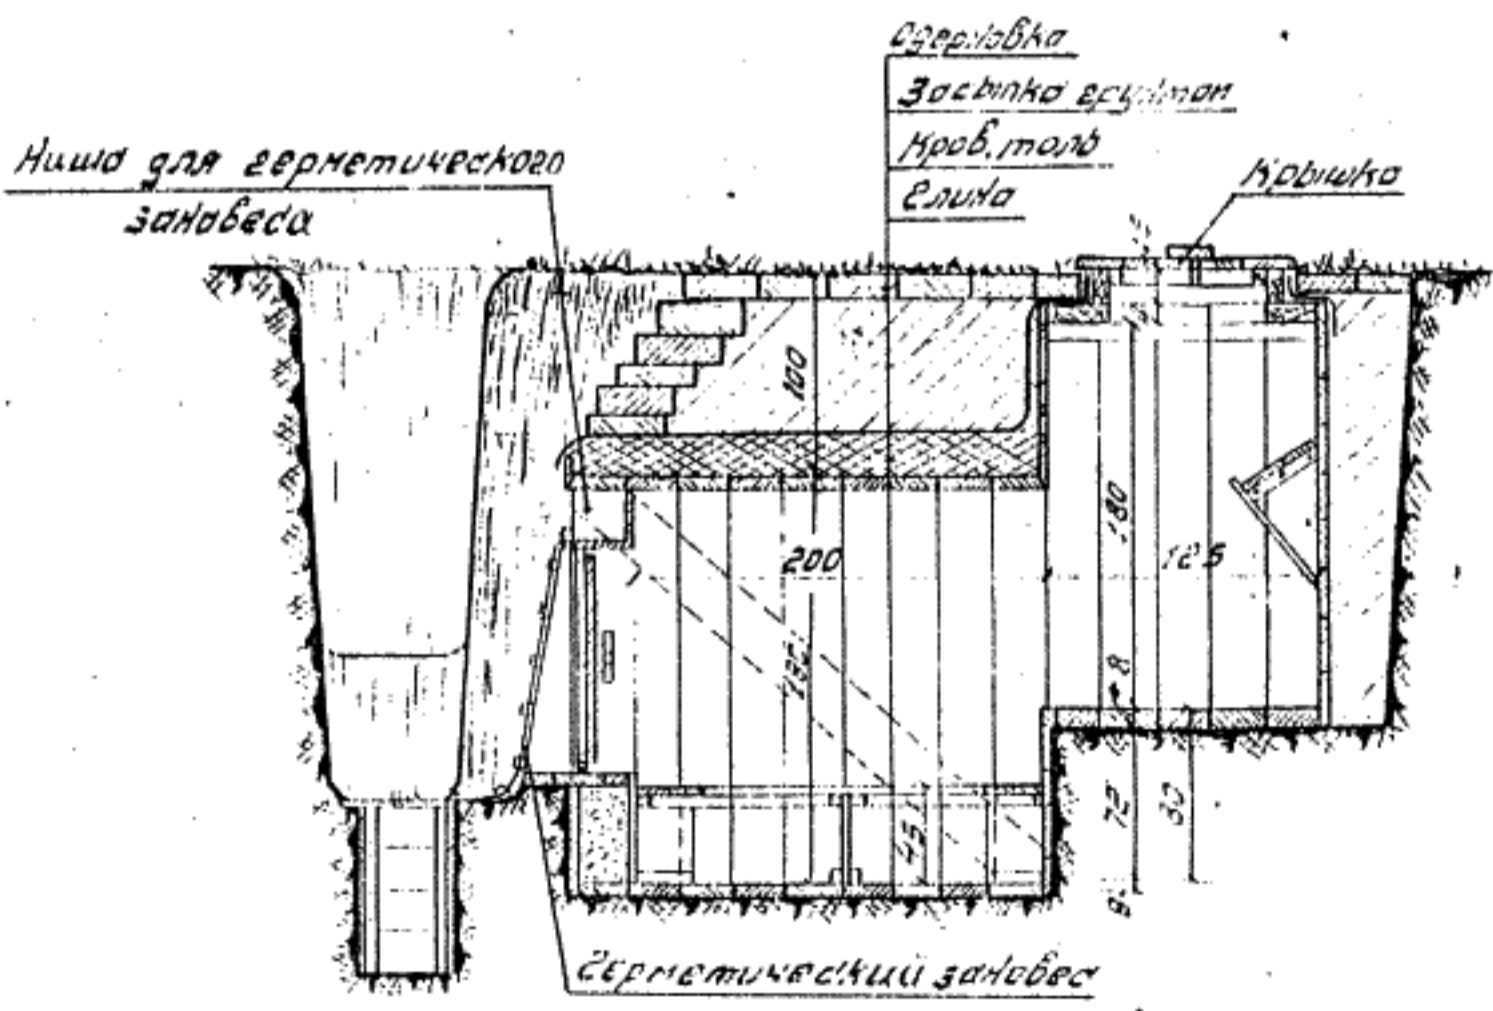 Одерновка
Засыпка грунтом
Кров. толь
Глина
Ниша для герметического
занавеса
Крышка
100
200
180
125
8
45
72
30
Герметический занавес